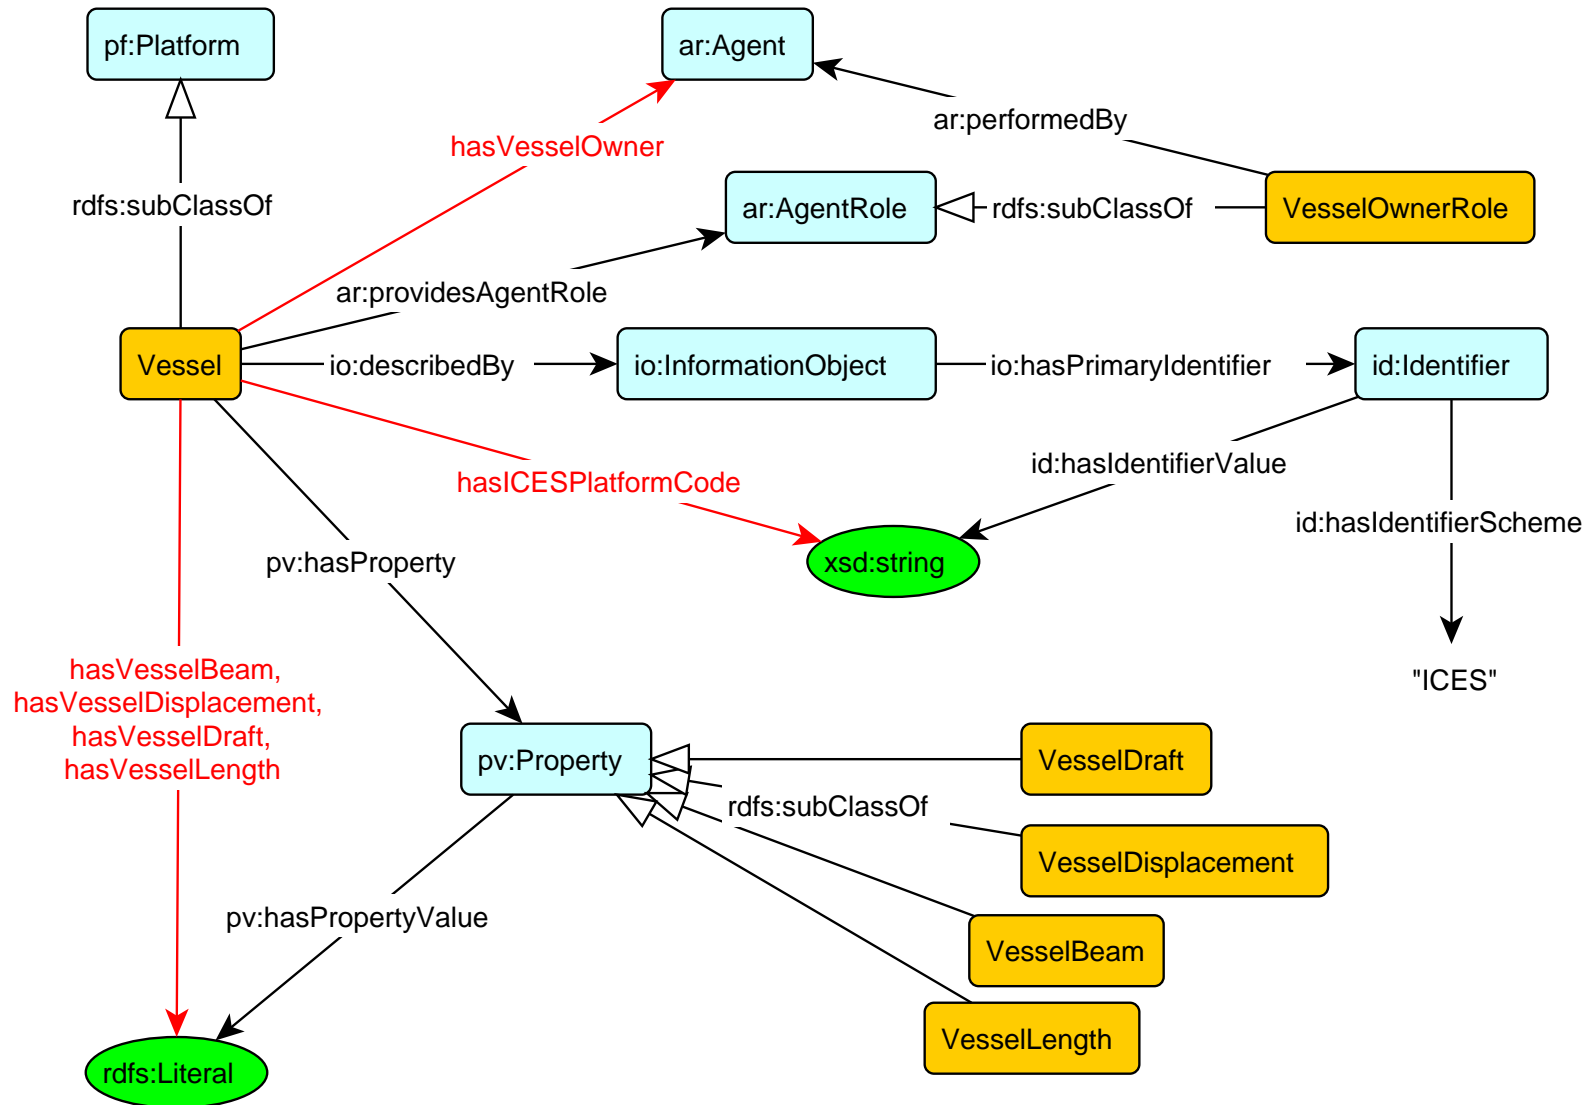 pf:Platform
ar:Agent
ar:performedBy
hasVesselOwner
rdfs:subClassOf
ar:AgentRole
rdfs:subClassOf
VesselOwnerRole
ar:providesAgentRole
Vessel
io:describedBy
io:InformationObject
io:hasPrimaryIdentifier
id:Identifier
hasICESPlatformCode
id:hasIdentifierValue
id:hasIdentifierScheme
pv:hasProperty
xsd:string
hasVesselBeam,
hasVesselDisplacement,
hasVesselDraft,
hasVesselLength
"ICES"
pv:Property
VesselDraft
rdfs:subClassOf
VesselDisplacement
pv:hasPropertyValue
VesselBeam
VesselLength
rdfs:Literal